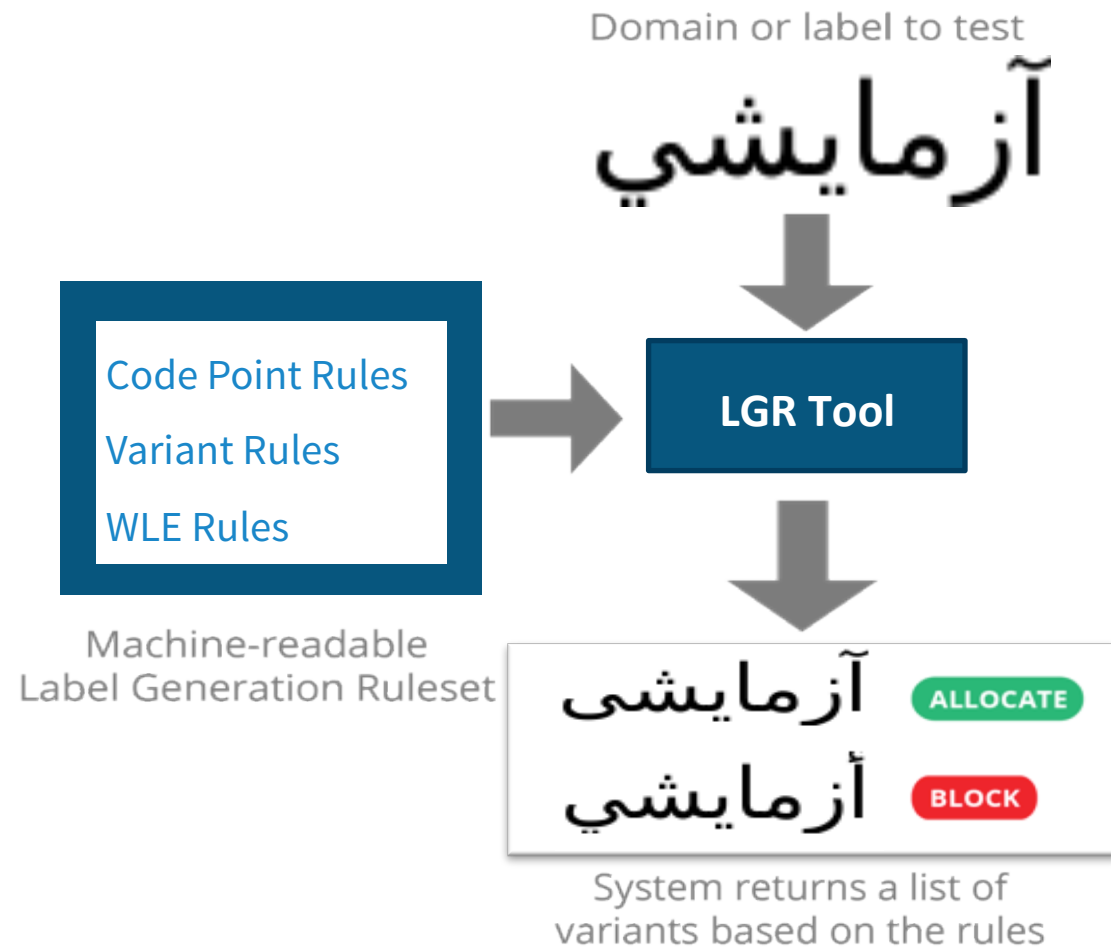 Domain or label to test
آزمايشي
Code Point Rules
Variant Rules
WLE Rules
LGR Tool
Machine-readable
Label Generation Ruleset
آزمایشی ALLOCATE
أزمايشي BLOCK
System returns a list of
variants based on the rules